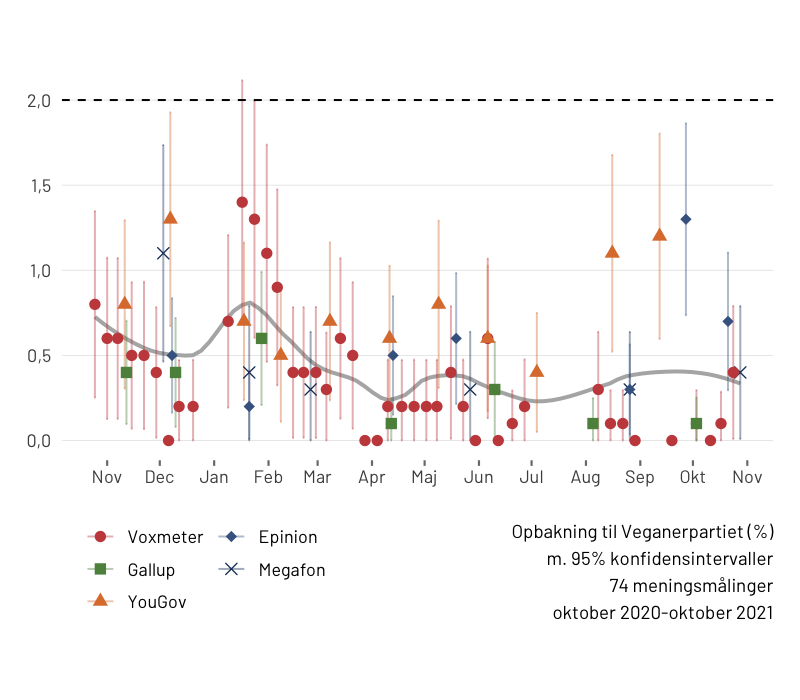 2,0
1,5
1,0
0,5
0,0
Nov Dec Jan Feb Mar Apr Maj Jun Jul Aug Sep Okt Nov
Voxmeter
Epinion
Gallup
Megafon
YouGov
Opbakning til Veganerpartiet (%)
m. 95% konfidensintervaller
74 meningsmålinger
oktober 2020-oktober 2021